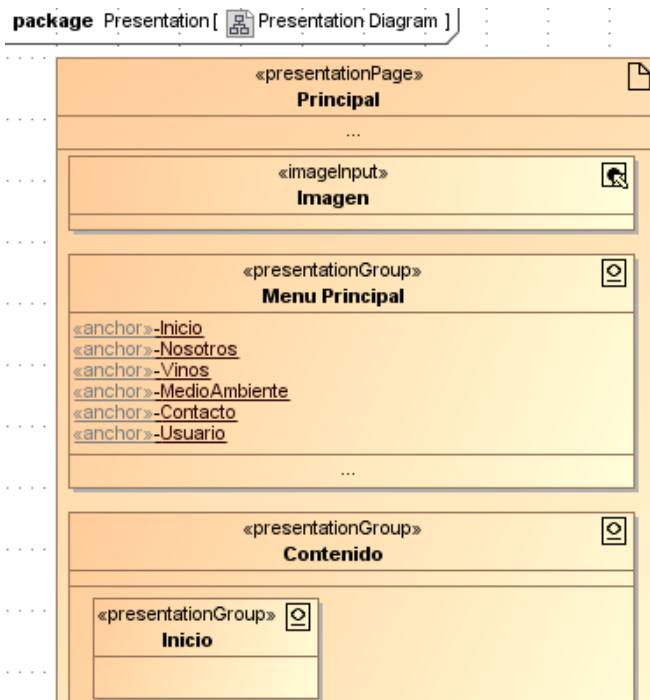 package Presentation [ Presentation Diagram ]
«presentationPage»
Principal
...
«imageInput»
Imagen
«presentationGroup»
Menu Principal
«anchor»-Inicio
«anchor»-Nosotros
«anchor»-Vinos
«anchor»-MedioAmbiente
«anchor»-Contacto
«anchor»-Usuario
...
«presentationGroup»
Contenido
«presentationGroup»
Inicio